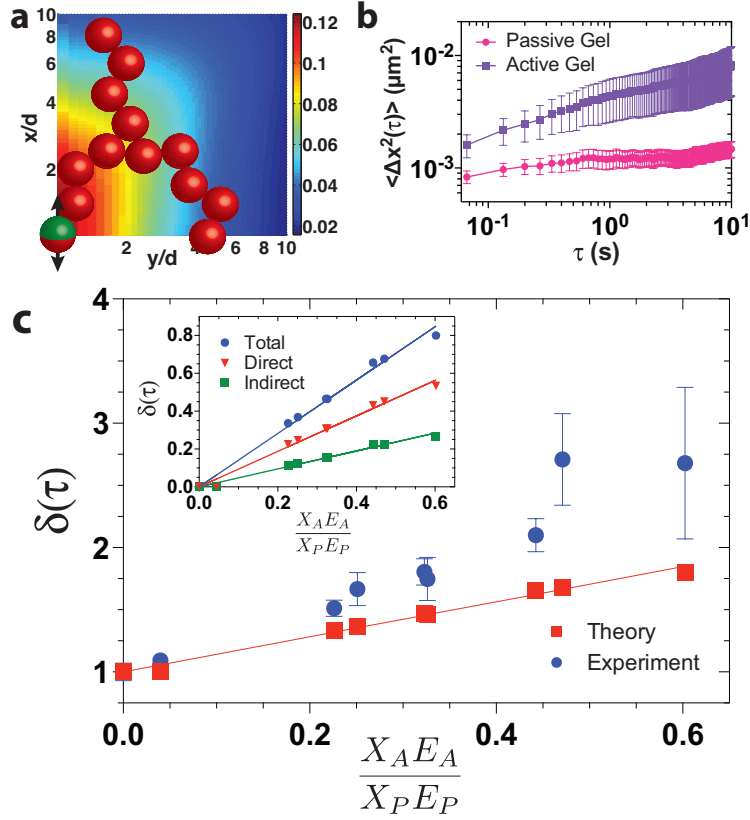 a
10
8
6
4
2
x/d
2
4
6
8
10
y/d
0.12
0.10
0.08
0.06
0.04
0.02
b
Passive Gel
Active Gel
<Δx²(τ)> (μm²)
10⁻²
10⁻³
10⁻¹
10⁰
10¹
τ (s)
c
4
3
2
1
δ(τ)
0.0
0.2
0.4
0.6
X_A E_A
X_P E_P
Theory
Experiment
0.8
0.6
0.4
0.2
0.0
δ(τ)
Total
Direct
Indirect
0.0
0.2
0.4
0.6
X_A E_A
X_P E_P